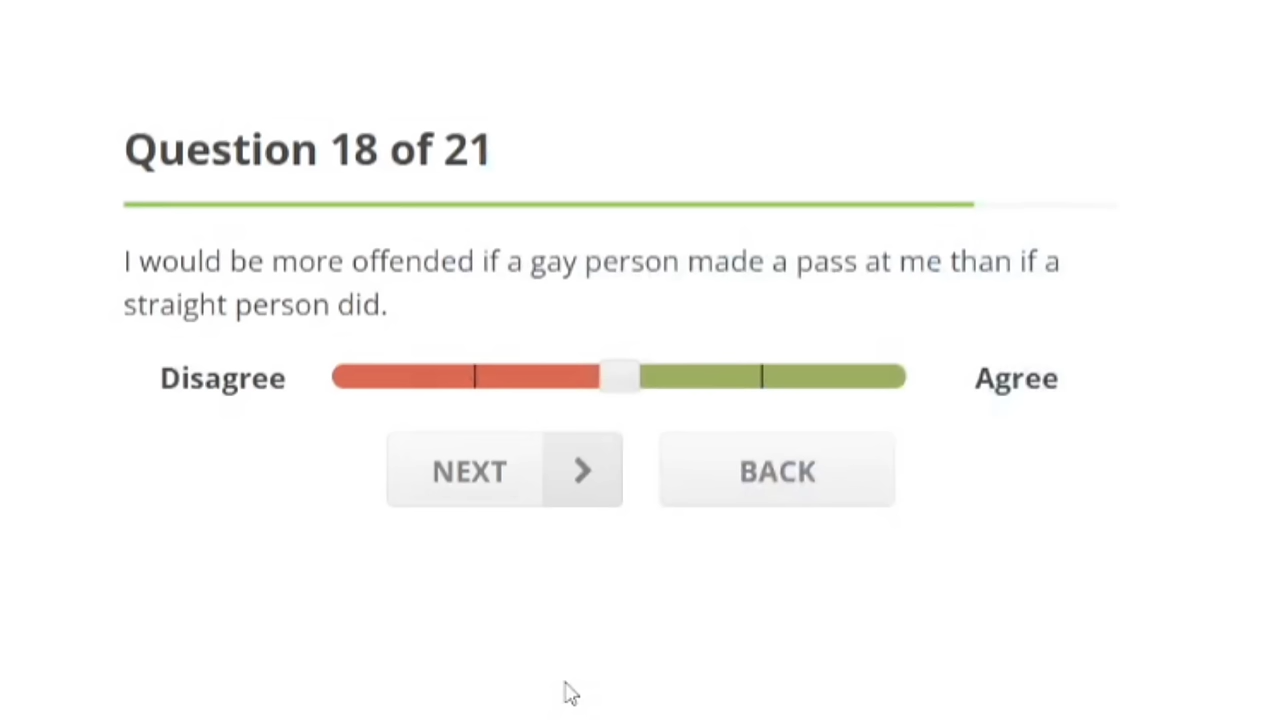 Question 18 of 21
I would be more offended if a gay person made a pass at me than if a
straight person did.
Disagree
Agree
NEXT
BACK